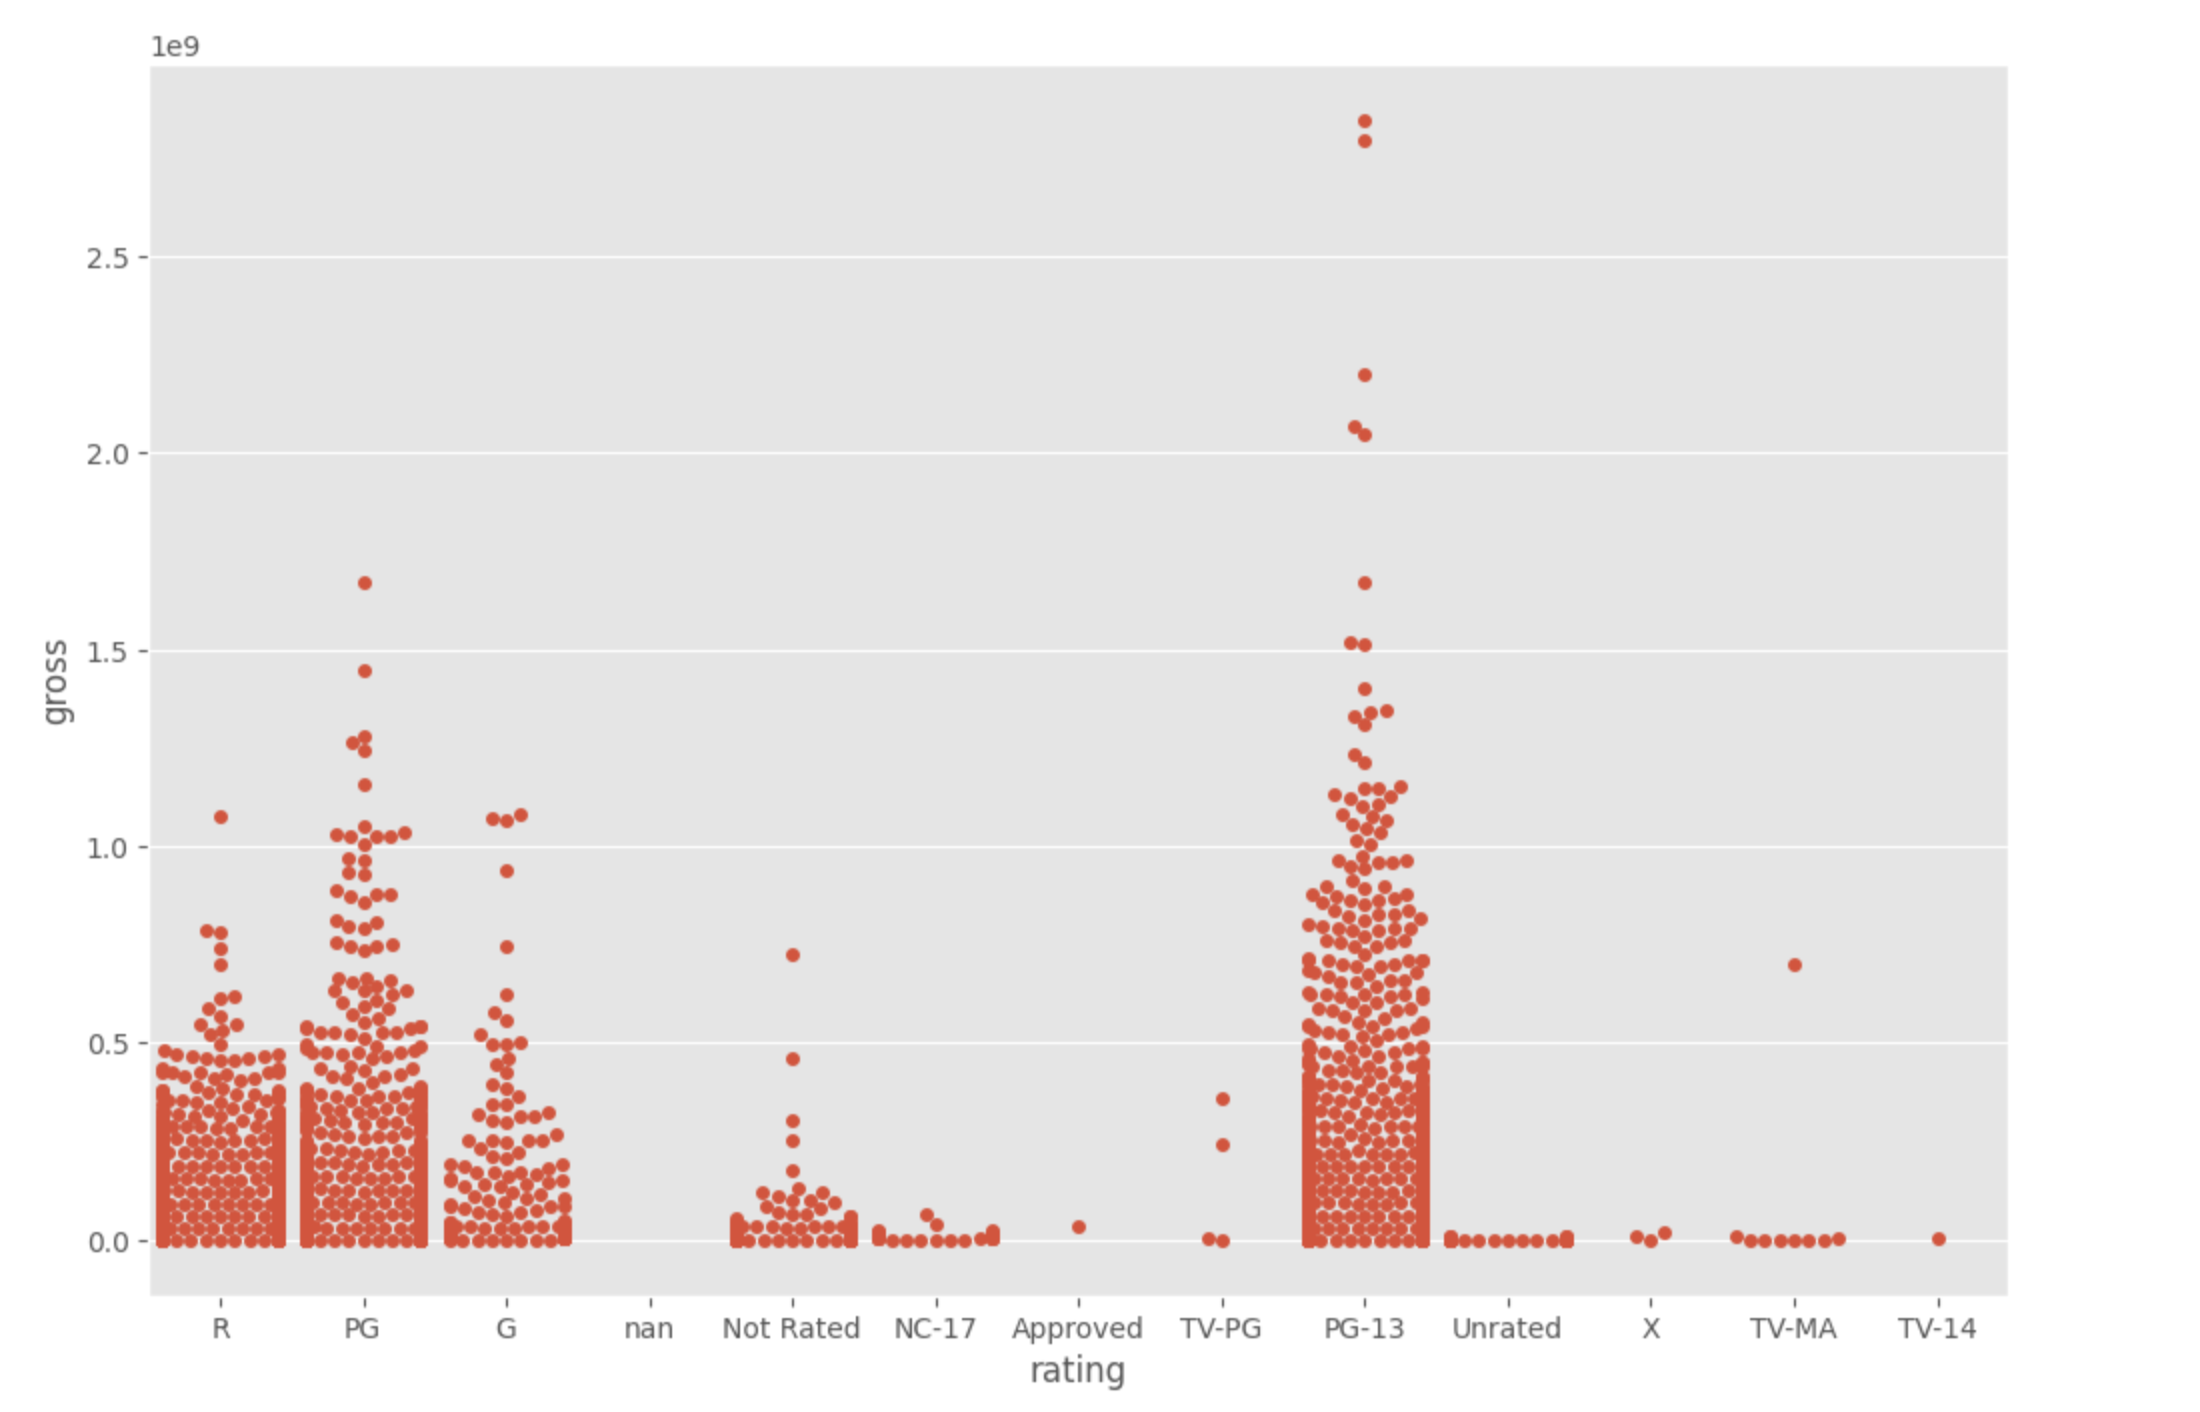 1e9
2.5
2.0
1.5
1.0
0.5
0.0
gross
R PG G nan Not Rated NC-17 Approved TV-PG PG-13 Unrated X TV-MA TV-14
rating